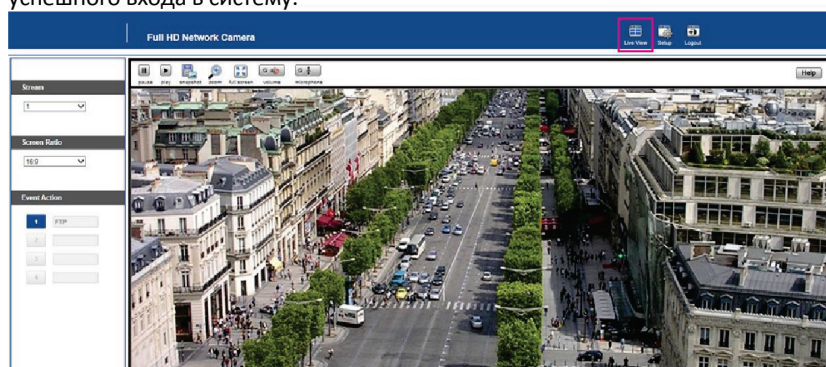 успешного входа в систему.
Full HD Network Camera
Live View Setup Logout
pause play snapshot zoom full screen volume microphone
Help
Stream
1
Screen Ratio
16:9
Event Action
1 FTP
2
3
4